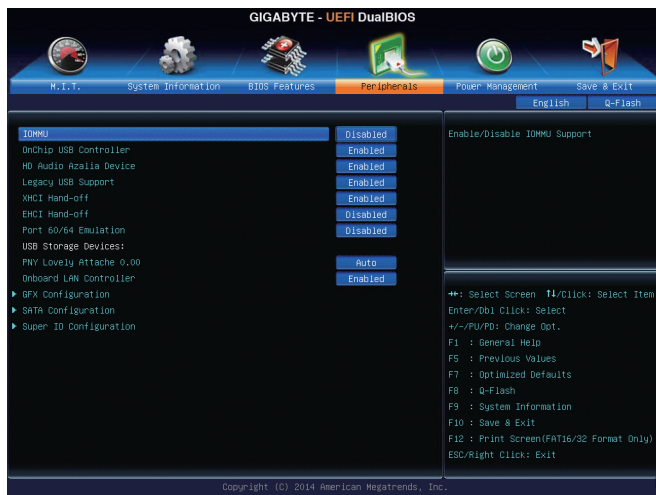 GIGABYTE - UEFI DualBIOS
M.I.T. System Information BIOS Features Peripherals Power Management Save & Exit
English Q-Flash
IOMMU Disabled
OnChip USB Controller Enabled
HD Audio Azalia Device Enabled
Legacy USB Support Enabled
XHCI Hand-off Enabled
EHCI Hand-off Disabled
Port 60/64 Emulation Disabled
USB Storage Devices:
PNY Lovely Attache 0.00 Auto
Onboard LAN Controller Enabled
GFX Configuration
SATA Configuration
Super IO Configuration
Enable/Disable IOMMU Support
→←: Select Screen ↑↓/Click: Select Item
Enter/Dbl Click: Select
+/-/PU/PD: Change Opt.
F1 : General Help
F5 : Previous Values
F7 : Optimized Defaults
F8 : Q-Flash
F9 : System Information
F10 : Save & Exit
F12 : Print Screen(FAT16/32 Format Only)
ESC/Right Click: Exit
Copyright (C) 2014 American Megatrends, Inc.